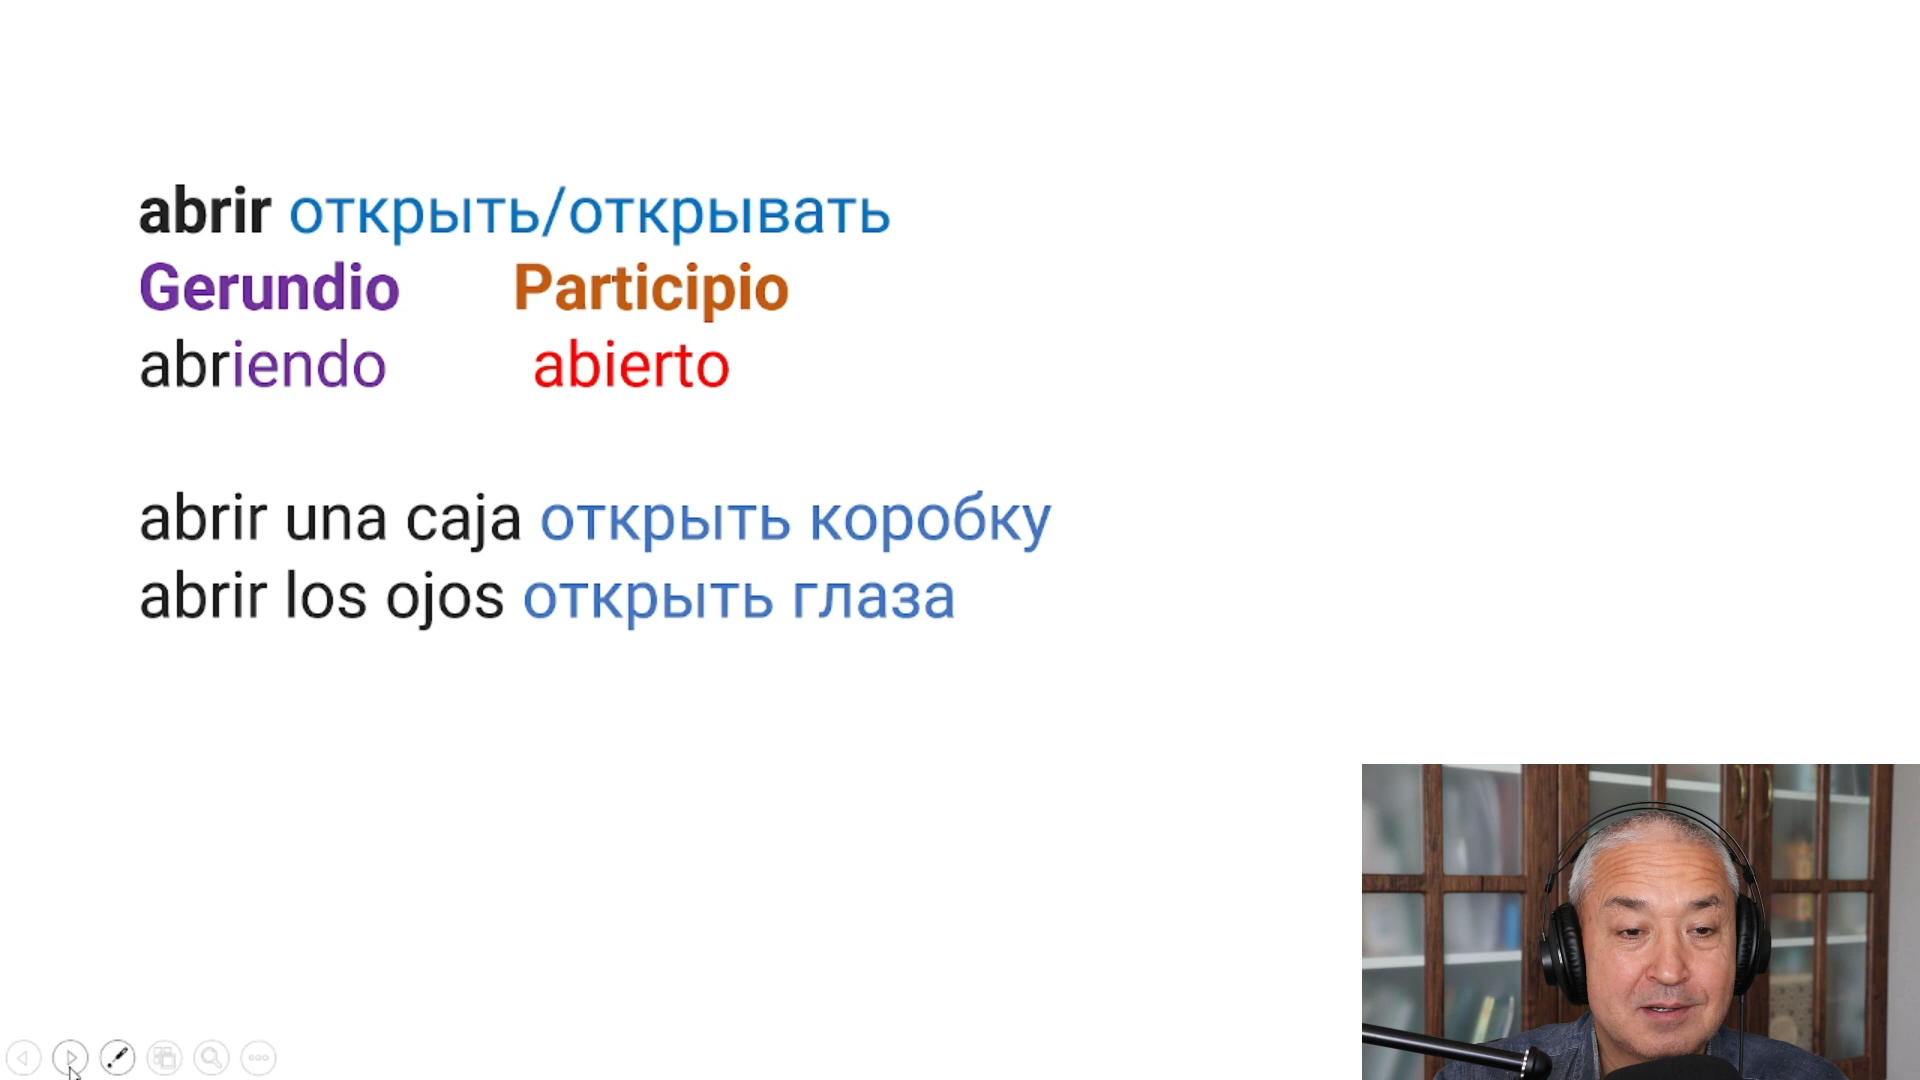 abrir открыть/открывать
Gerundio Participio
abriendo abierto
abrir una caja открыть коробку
abrir los ojos открыть глаза